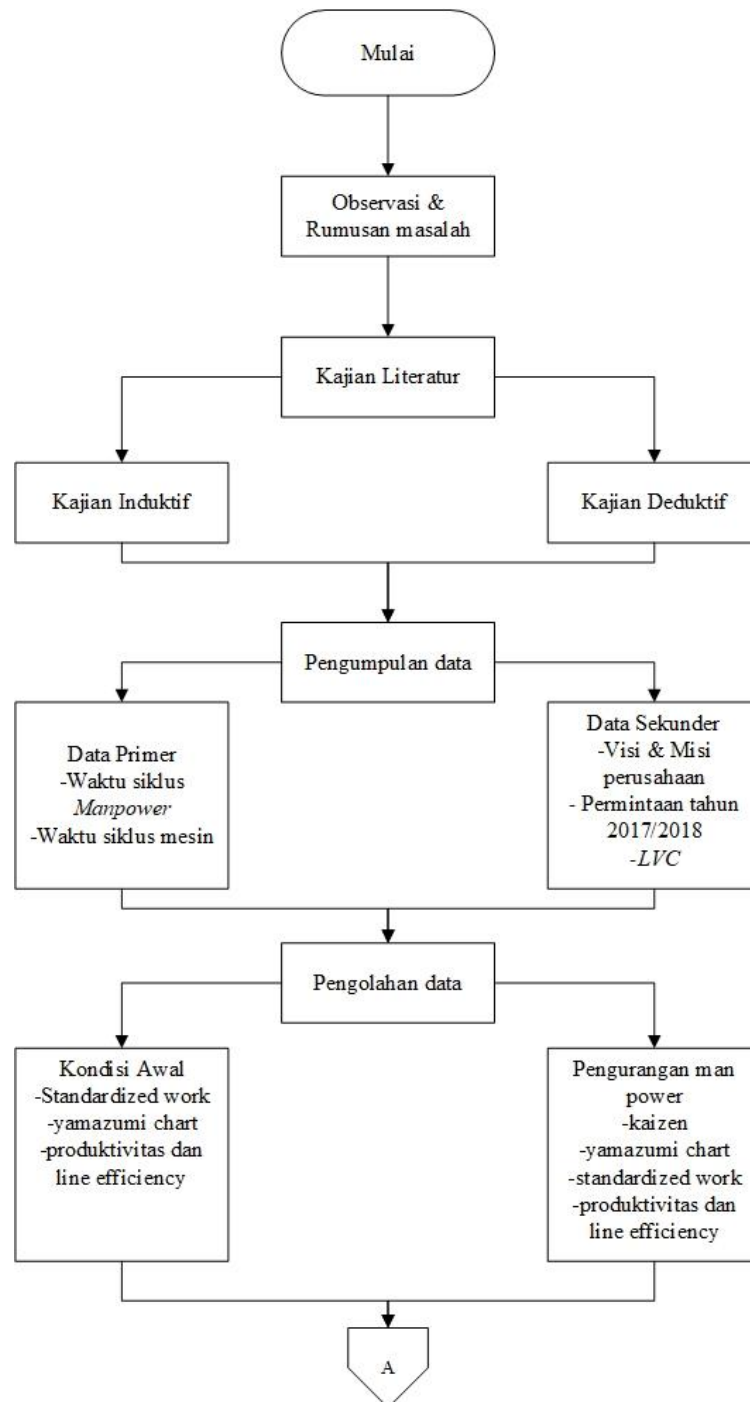 Mulai
Observasi &
Rumusan masalah
Kajian Literatur
Kajian Induktif
Kajian Deduktif
Pengumpulan data
Data Primer
-Waktu siklus
Manpower
-Waktu siklus mesin
Data Sekunder
-Visi & Misi
perusahaan
- Permintaan tahun
2017/2018
-LVC
Pengolahan data
Kondisi Awal
-Standardized work
-yamazumi chart
-produktivitas dan
line efficiency
Pengurangan man
power
-kaizen
-yamazumi chart
-standardized work
-produktivitas dan
line efficiency
A